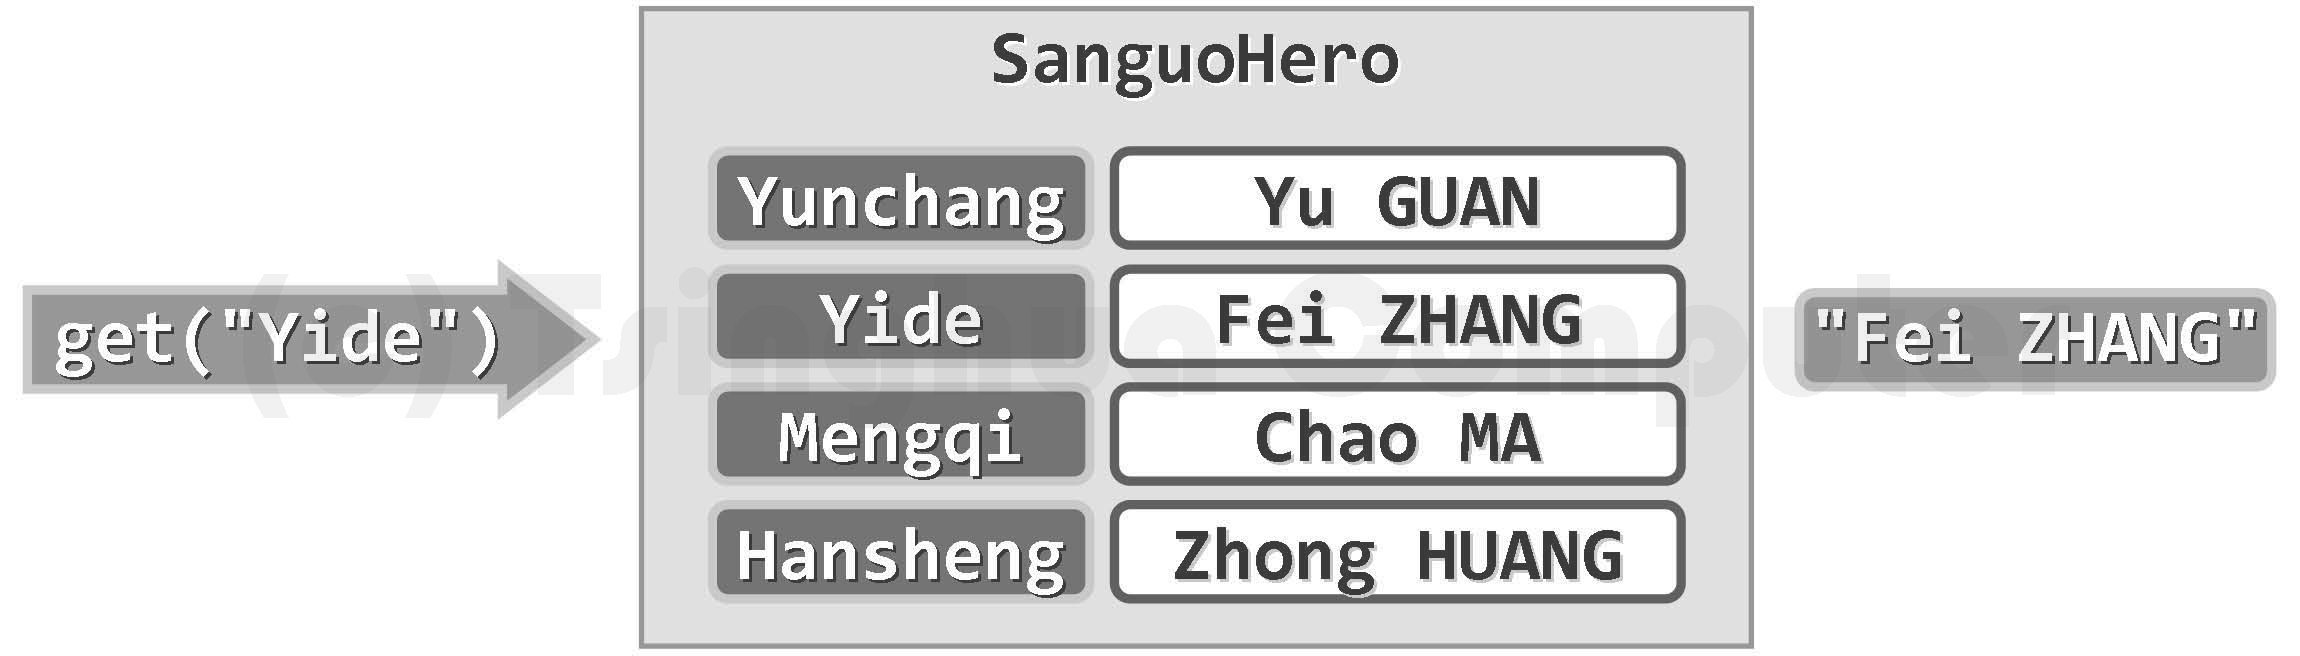 SanguoHero
Yunchang Yu GUAN
get("Yide") Yide Fei ZHANG "Fei ZHANG"
Mengqi Chao MA
Hansheng Zhong HUANG
(c) Tsinghua Computer